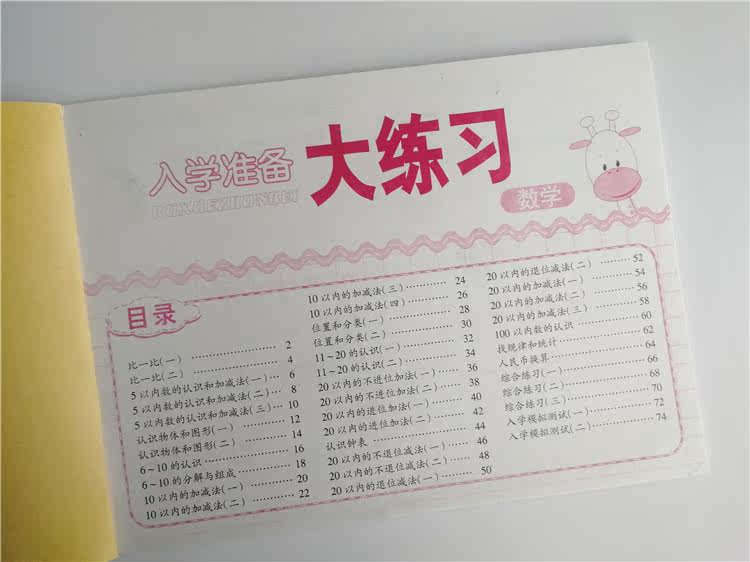 入学准备
RUXUEZHUNBEI
大练习
数学
目录
比一比(一) 2
比一比(二) 4
5以内数的认识和加减法(一) 6
5以内数的认识和加减法(二) 8
5以内数的认识和加减法(三) 10
认识物体和图形(一) 12
认识物体和图形(二) 14
6~10的认识 16
6~10的分解与组成 18
10以内的加减法(一) 20
10以内的加减法(二) 22
10以内的加减法(三) 24
10以内的加减法(四) 26
位置和分类(一) 28
位置和分类(二) 30
11~20的认识(一) 32
11~20的认识(二) 34
20以内的不进位加法(一) 36
20以内的不进位加法(二) 38
20以内的进位加法(一) 40
20以内的进位加法(二) 42
认识钟表 44
20以内的不退位减法(一) 46
20以内的不退位减法(二) 48
20以内的退位减法(一) 50
20以内的退位减法(二) 52
20以内的加减法(一) 54
20以内的加减法(二) 56
20以内的加减法(三) 58
100以内数的认识 60
找规律和统计 62
人民币换算 64
综合练习(一) 66
综合练习(二) 68
综合练习(三) 70
入学模拟测试(一) 72
入学模拟测试(二) 74